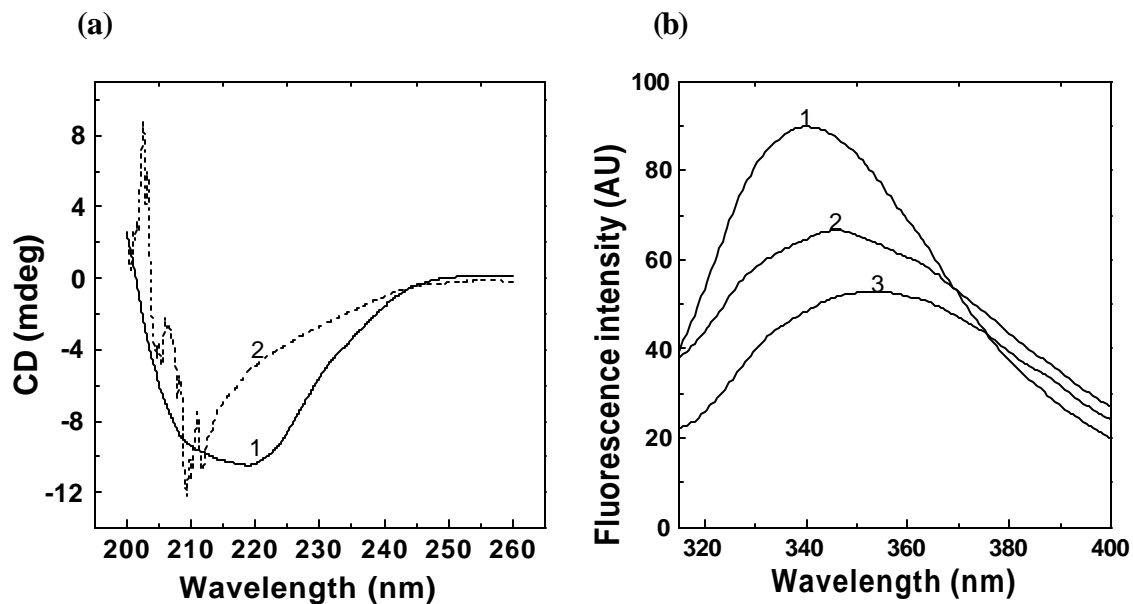 (a)
CD (mdeg)
8
4
0
-4
-8
-12
2
1
200 210 220 230 240 250 260
Wavelength (nm)
(b)
Fluorescence intensity (AU)
100
80
60
40
20
0
1
2
3
320 340 360 380 400
Wavelength (nm)